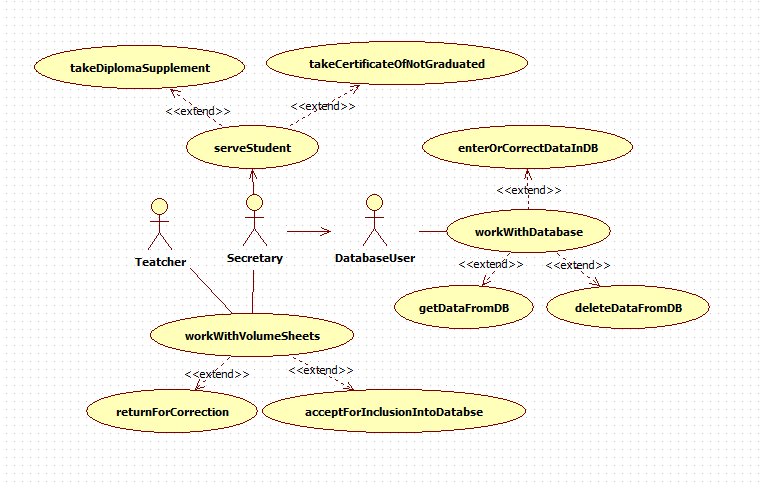 takeDiplomaSupplement
takeCertificateOfNotGraduated
<<extend>>
<<extend>>
serveStudent
enterOrCorrectDataInDB
<<extend>>
Teatcher
Secretary
DatabaseUser
workWithDatabase
<<extend>>
<<extend>>
getDataFromDB
deleteDataFromDB
workWithVolumeSheets
<<extend>>
<<extend>>
returnForCorrection
acceptForInclusionIntoDatabse